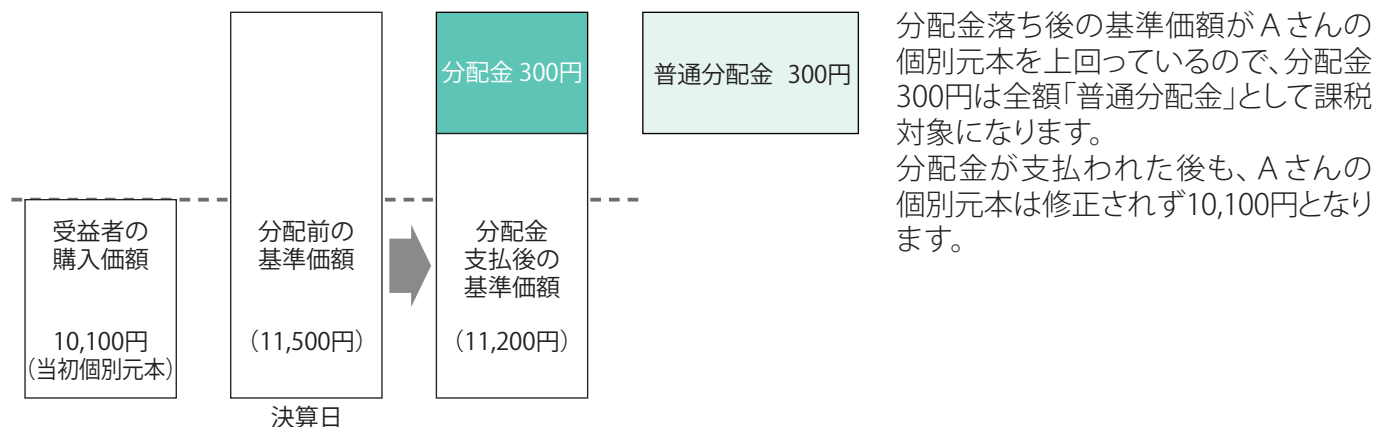 分配金 300円
普通分配金 300円
受益者の
購入価額
10,100円
（当初個別元本）
分配前の
基準価額
（11,500円）
決算日
分配金
支払後の
基準価額
（11,200円）
分配金落ち後の基準価額がＡさんの
個別元本を上回っているので、分配金
300円は全額「普通分配金」として課税
対象になります。
分配金が支払われた後も、Ａさんの
個別元本は修正されず10,100円となり
ます。